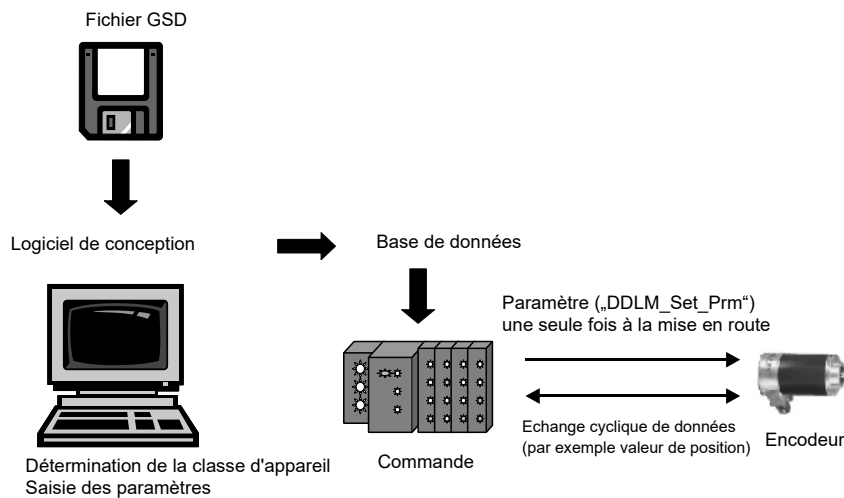 Fichier GSD
Logiciel de conception
Base de données
Paramètre („DDLM_Set_Prm“)
une seule fois à la mise en route
Echange cyclique de données
(par exemple valeur de position)
Encodeur
Commande
Détermination de la classe d'appareil
Saisie des paramètres